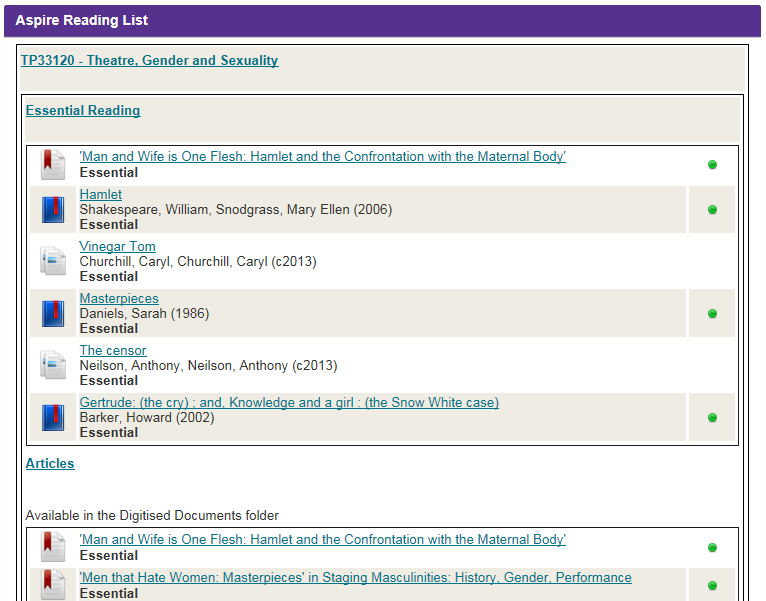 Aspire Reading List
TP33120 - Theatre, Gender and Sexuality
Essential Reading
'Man and Wife is One Flesh: Hamlet and the Confrontation with the Maternal Body'
Essential
Hamlet
Shakespeare, William, Snodgrass, Mary Ellen (2006)
Essential
Vinegar Tom
Churchill, Caryl, Churchill, Caryl (c2013)
Essential
Masterpieces
Daniels, Sarah (1986)
Essential
The censor
Neilson, Anthony, Neilson, Anthony (c2013)
Essential
Gertrude: (the cry) ; and, Knowledge and a girl : (the Snow White case)
Barker, Howard (2002)
Essential
Articles
Available in the Digitised Documents folder
'Man and Wife is One Flesh: Hamlet and the Confrontation with the Maternal Body'
Essential
'Men that Hate Women: Masterpieces' in Staging Masculinities: History, Gender, Performance
Essential